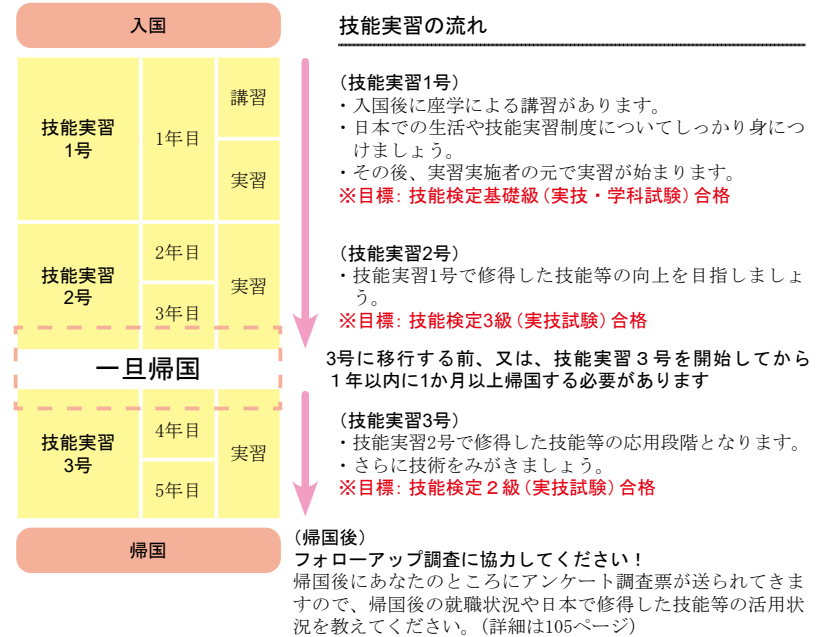 入国
技能実習
1号
1年目
講習
実習
技能実習
2号
2年目
3年目
実習
一旦帰国
技能実習
3号
4年目
5年目
実習
帰国
技能実習の流れ
(技能実習1号)
・入国後に座学による講習があります。
・日本での生活や技能実習制度についてしっかり身につ
けましょう。
・その後、実習実施者の元で実習が始まります。
※目標: 技能検定基礎級(実技・学科試験)合格
(技能実習2号)
・技能実習1号で修得した技能等の向上を目指しましょ
う。
※目標: 技能検定3級(実技試験)合格
3号に移行する前、又は、技能実習３号を開始してから
１年以内に1か月以上帰国する必要があります
(技能実習3号)
・技能実習2号で修得した技能等の応用段階となります。
・さらに技術をみがきましょう。
※目標: 技能検定２級(実技試験)合格
(帰国後)
フォローアップ調査に協力してください！
帰国後にあなたのところにアンケート調査票が送られてきま
すので、帰国後の就職状況や日本で修得した技能等の活用状
況を教えてください。(詳細は105ページ)